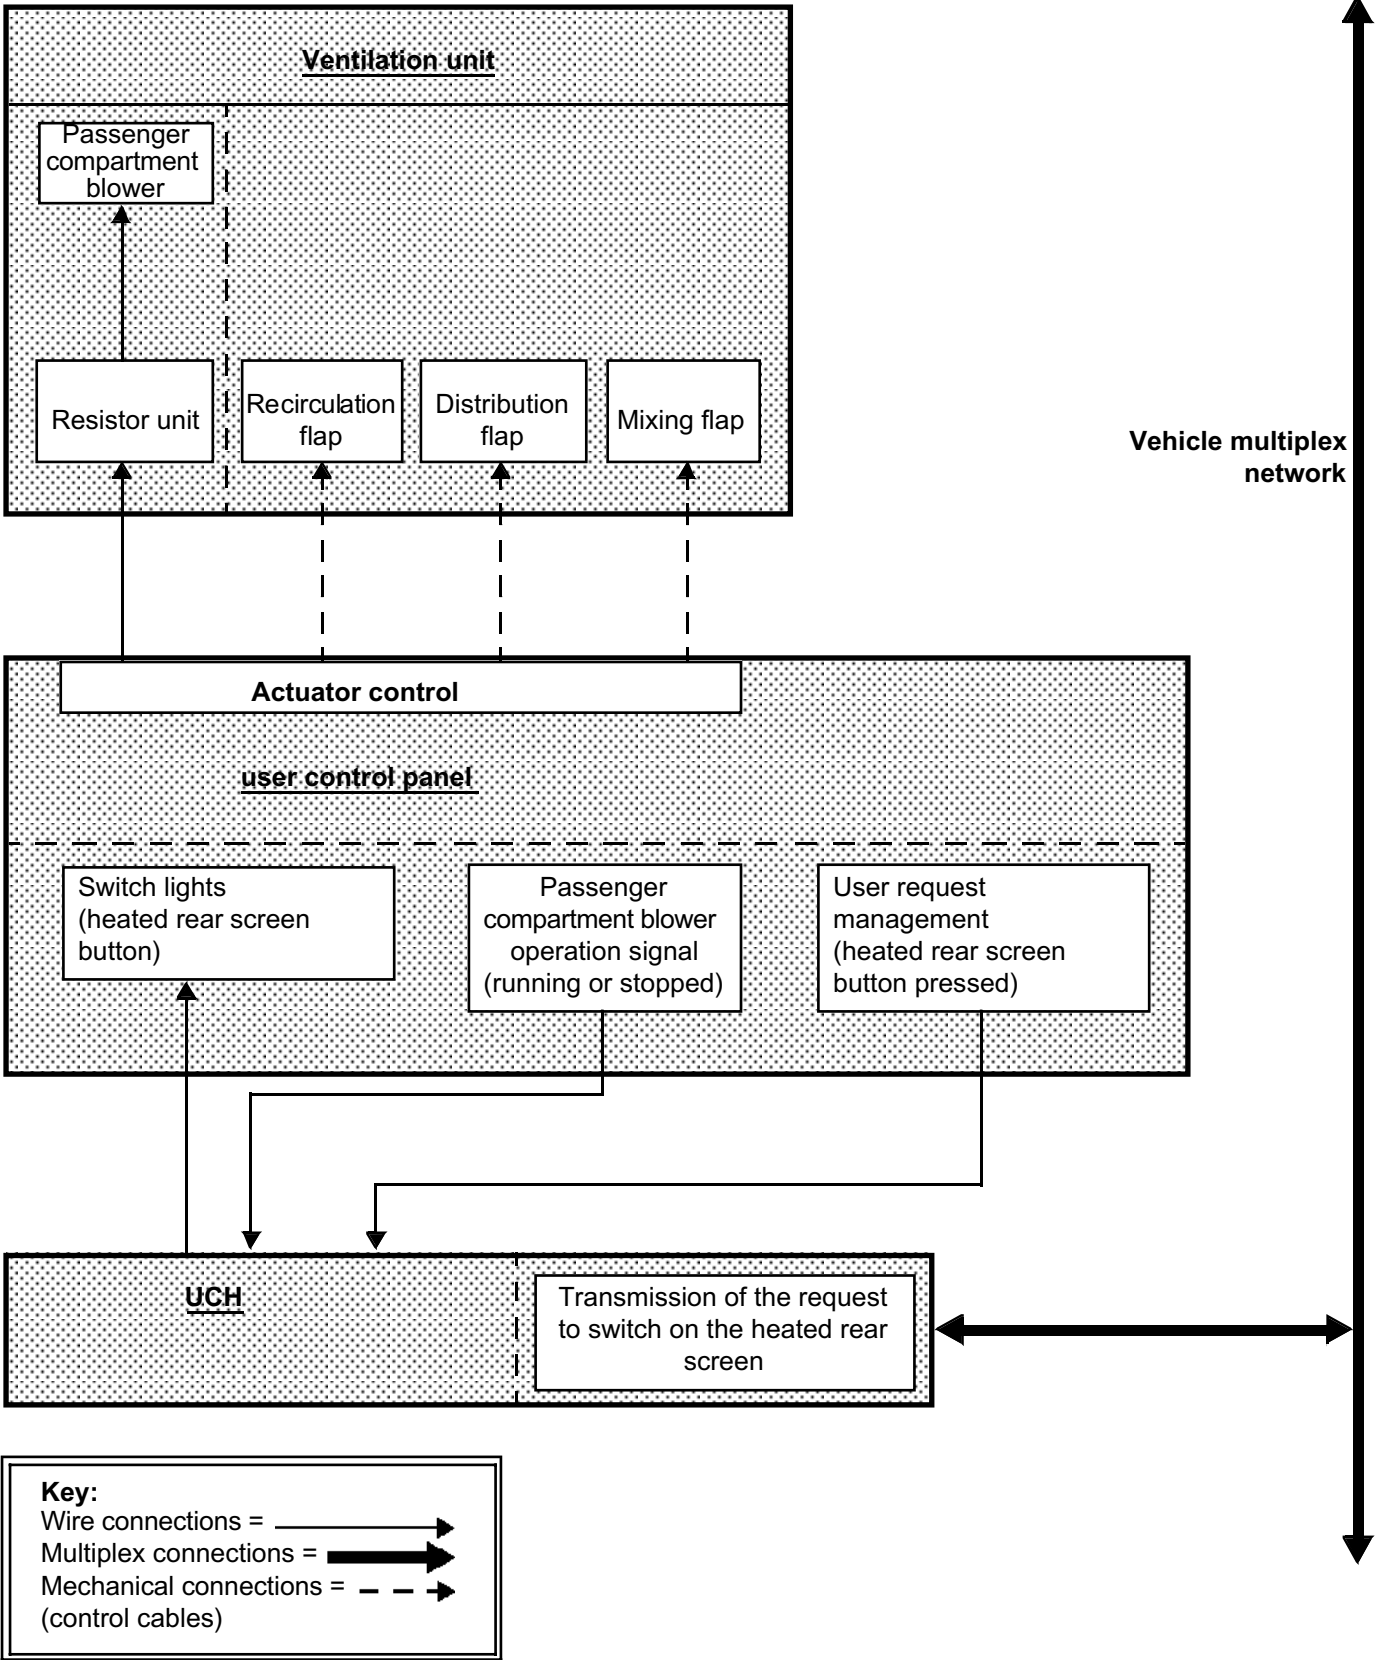 Ventilation unit
Passenger
compartment
blower
Resistor unit
Recirculation
flap
Distribution
flap
Mixing flap
Vehicle multiplex
network
Actuator control
user control panel
Switch lights
(heated rear screen
button)
Passenger
compartment blower
operation signal
(running or stopped)
User request
management
(heated rear screen
button pressed)
UCH
Transmission of the request
to switch on the heated rear
screen
Key:
Wire connections =
Multiplex connections =
Mechanical connections =
(control cables)